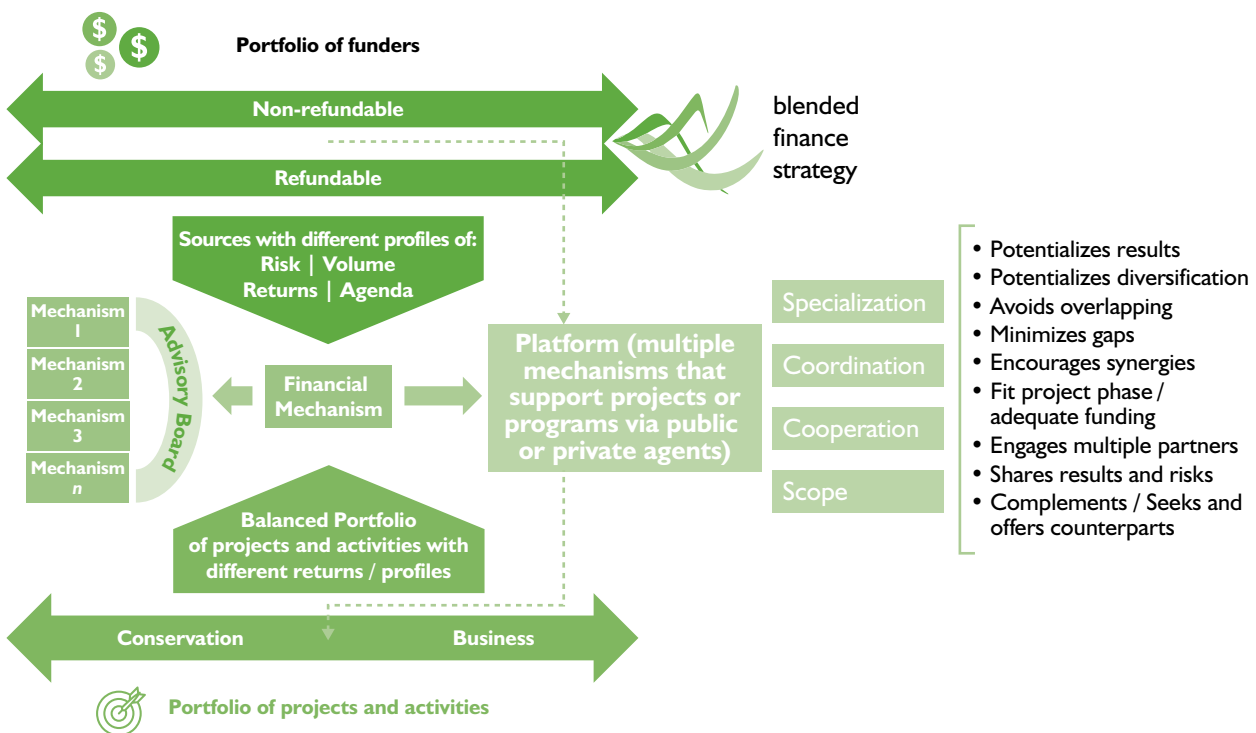 $
$
$
Portfolio of funders
Non-refundable
blended
finance
strategy
Refundable
Sources with different profiles of:
Risk | Volume
Returns | Agenda
Mechanism
1
Mechanism
2
Mechanism
3
Mechanism
n
Advisory Board
Financial
Mechanism
Platform (multiple
mechanisms that
support projects or
programs via public
or private agents)
Specialization
Coordination
Cooperation
Scope
• Potentializes results
• Potentializes diversification
• Avoids overlapping
• Minimizes gaps
• Encourages synergies
• Fit project phase /
adequate funding
• Engages multiple partners
• Shares results and risks
• Complements / Seeks and
offers counterparts
Balanced Portfolio
of projects and activities with
different returns / profiles
Conservation
Business
Portfolio of projects and activities